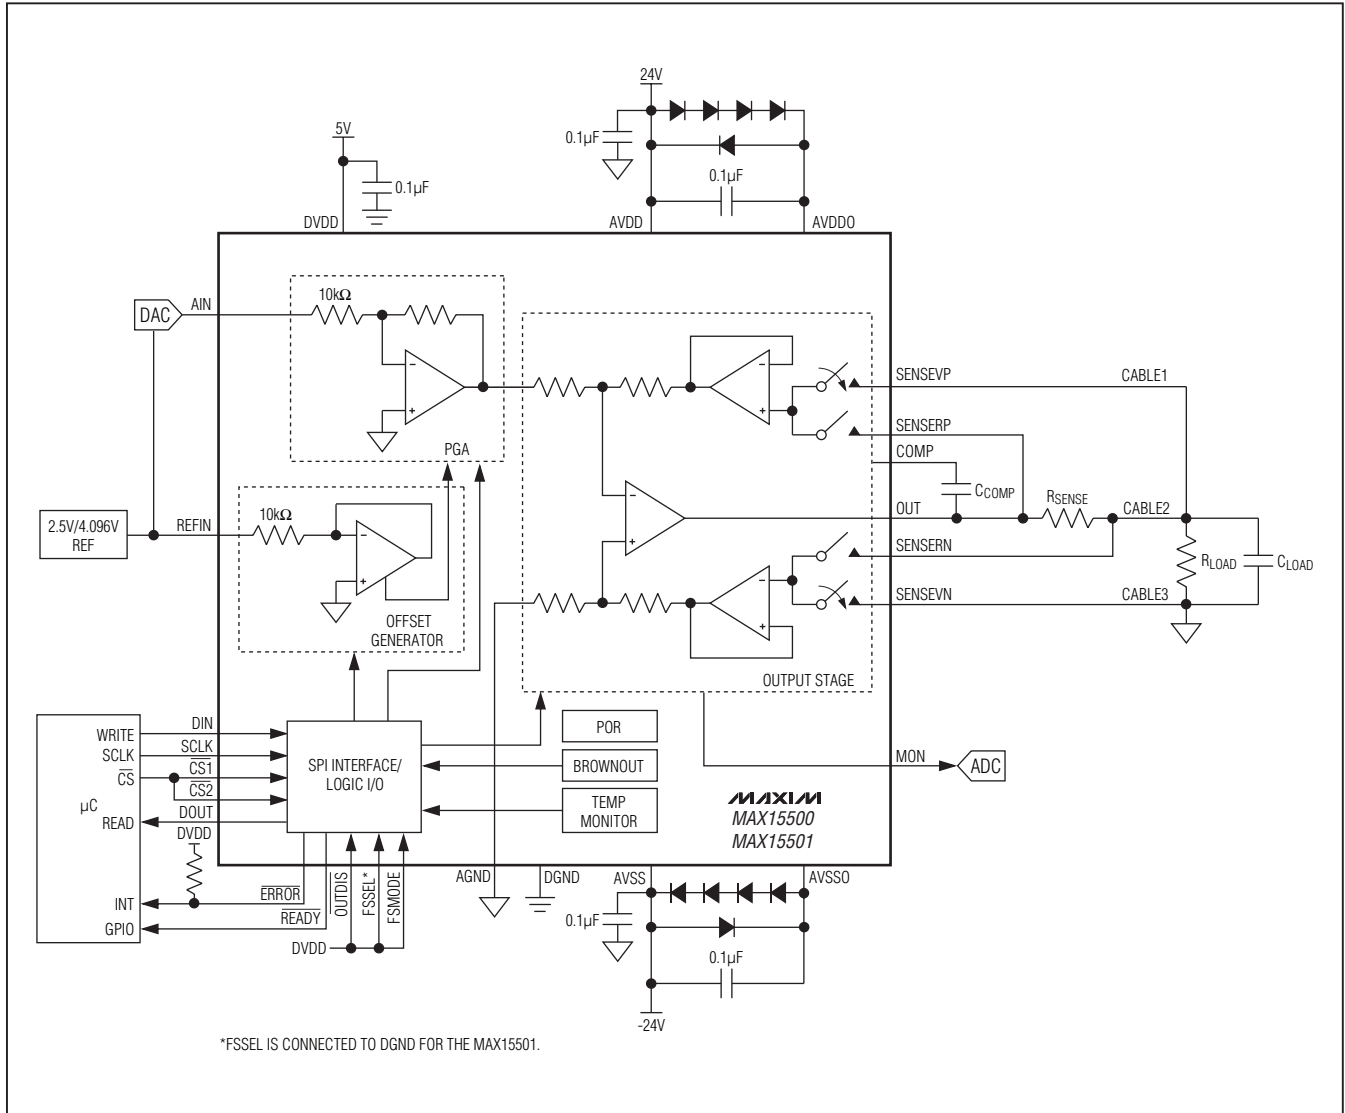 24V
0.1µF
5V
0.1µF
0.1µF
DVDD
AVDD
AVDDO
DAC
AIN
10kΩ
PGA
SENSEVP
CABLE1
SENSERP
COMP
CCOMP
RSENSE
OUT
CABLE2
2.5V/4.096V
REF
REFIN
10kΩ
OFFSET
GENERATOR
SENSERN
RLOAD
CLOAD
SENSEVN
CABLE3
OUTPUT STAGE
WRITE
SCLK
CS
µC
READ
INT
GPIO
DIN
SCLK
CS1
CS2
DOUT
DVDD
SPI INTERFACE/
LOGIC I/O
POR
BROWNOUT
TEMP
MONITOR
MON
ADC
MAXIM
MAX15500
MAX15501
ERROR
READY
OUTDIS
FSSEL*
FSMODE
DVDD
AGND
DGND
AVSS
AVSSO
0.1µF
0.1µF
-24V
*FSSEL IS CONNECTED TO DGND FOR THE MAX15501.